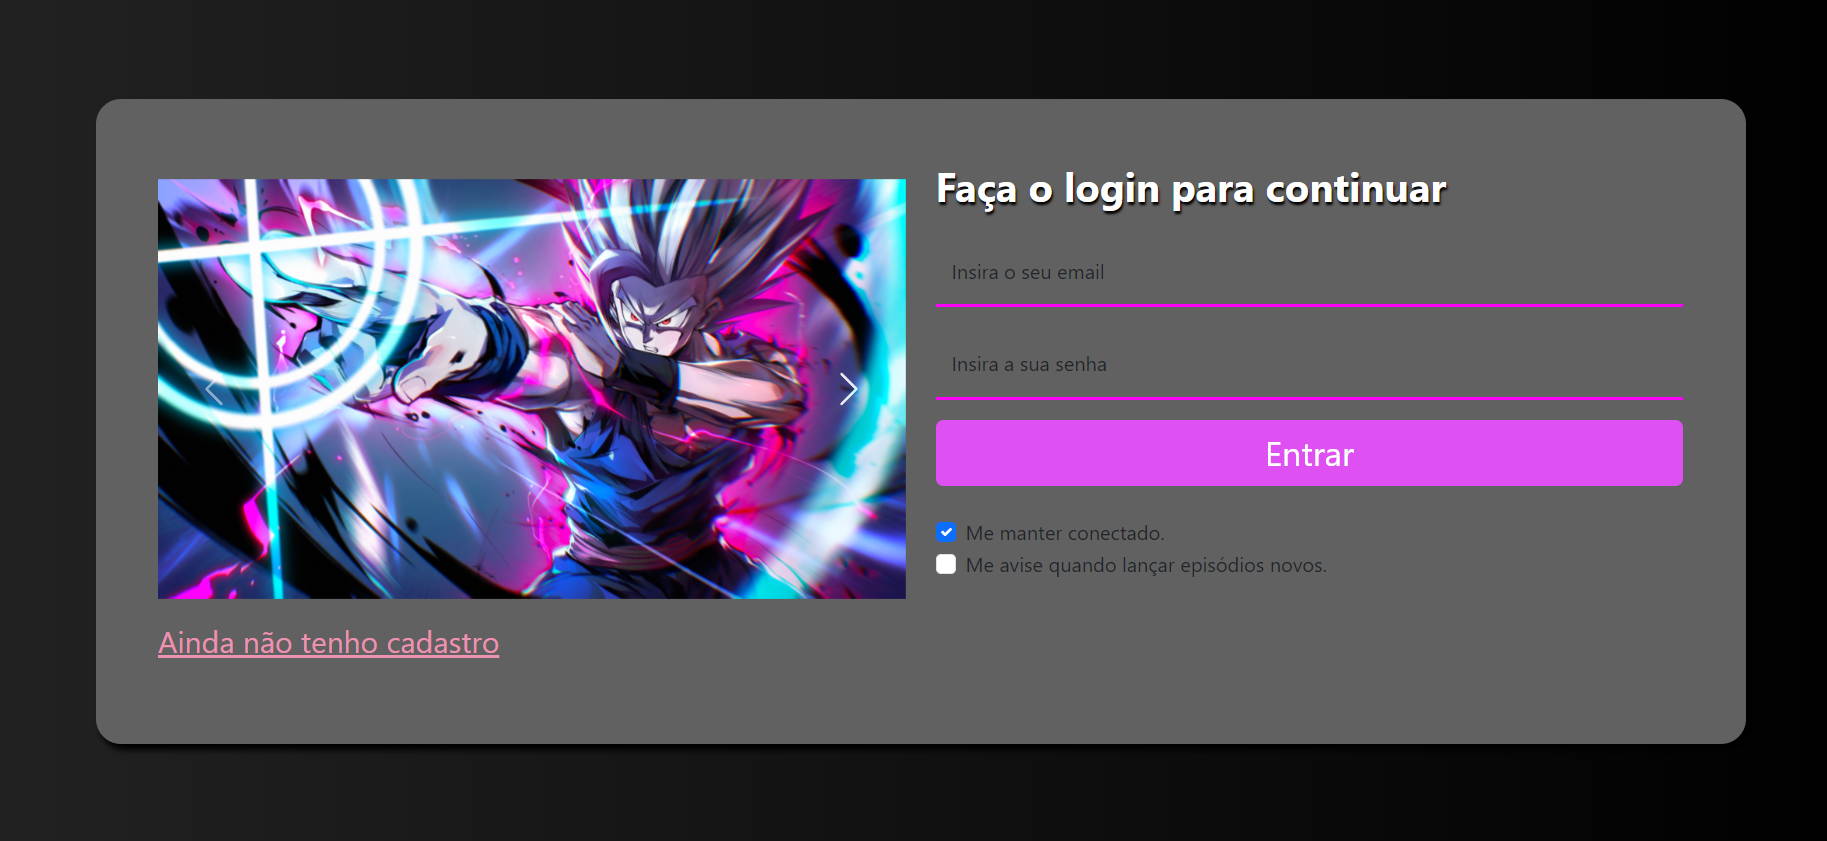 Faça o login para continuar
Insira o seu email
Insira a sua senha
Entrar
Me manter conectado.
Me avise quando lançar episódios novos.
Ainda não tenho cadastro